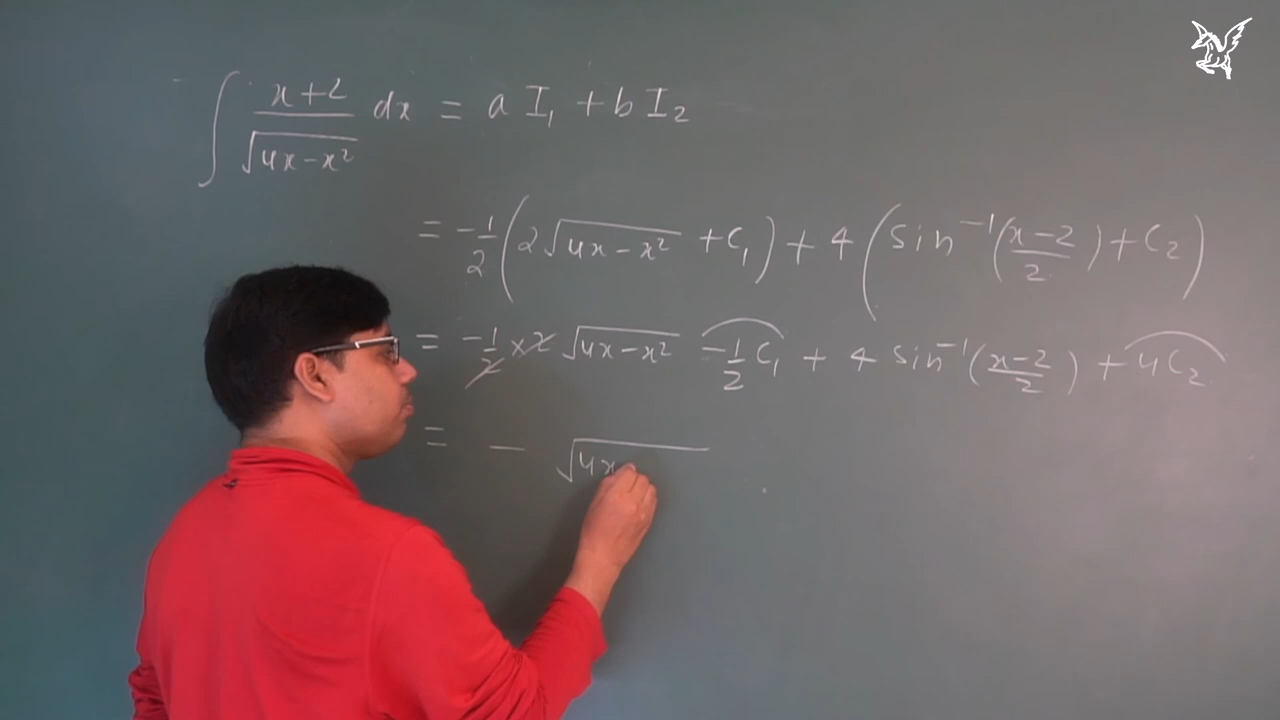 ∫ x+2/√4x-x² dx = a I₁ + b I₂
= -1/2 (2√4x-x² + C₁) + 4 (sin⁻¹(x-2/2) + C₂)
= -1/2 × 2 √4x-x² -1/2 C₁ + 4 sin⁻¹(x-2/2) + 4C₂
= - √4x